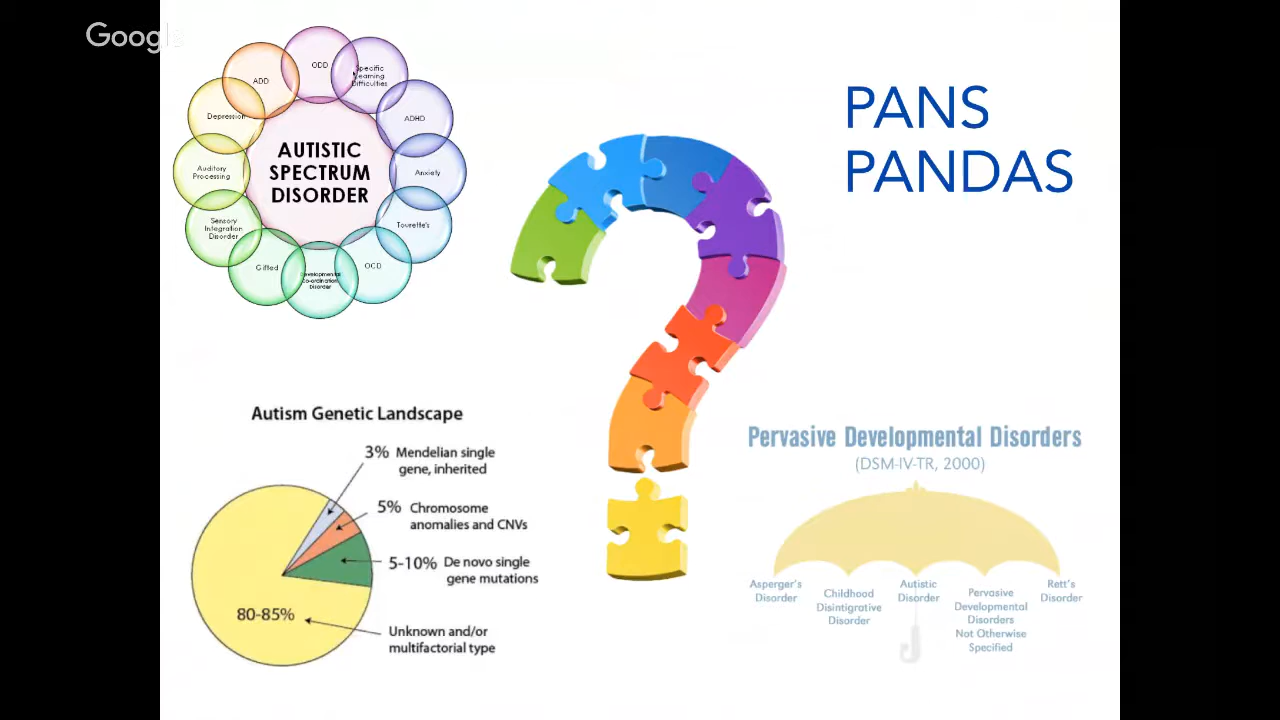 Google
ODD
Specific
Learning
Difficulties
ADD
ADHD
Depression
Anxiety
Auditory
Processing
AUTISTIC
SPECTRUM
DISORDER
Sensory
Integration
Disorder
Tourette's
Gifted
Developmental
Co-ordination
Disorder
OCD
PANS
PANDAS
Autism Genetic Landscape
3% Mendelian single
gene, inherited
5% Chromosome
anomalies and CNVs
5-10% De novo single
gene mutations
80-85%
Unknown and/or
multifactorial type
Pervasive Developmental Disorders
(DSM-IV-TR, 2000)
Asperger's
Disorder
Childhood
Disintigrative
Disorder
Autistic
Disorder
Pervasive
Developmental
Disorders
Not Otherwise
Specified
Rett's
Disorder